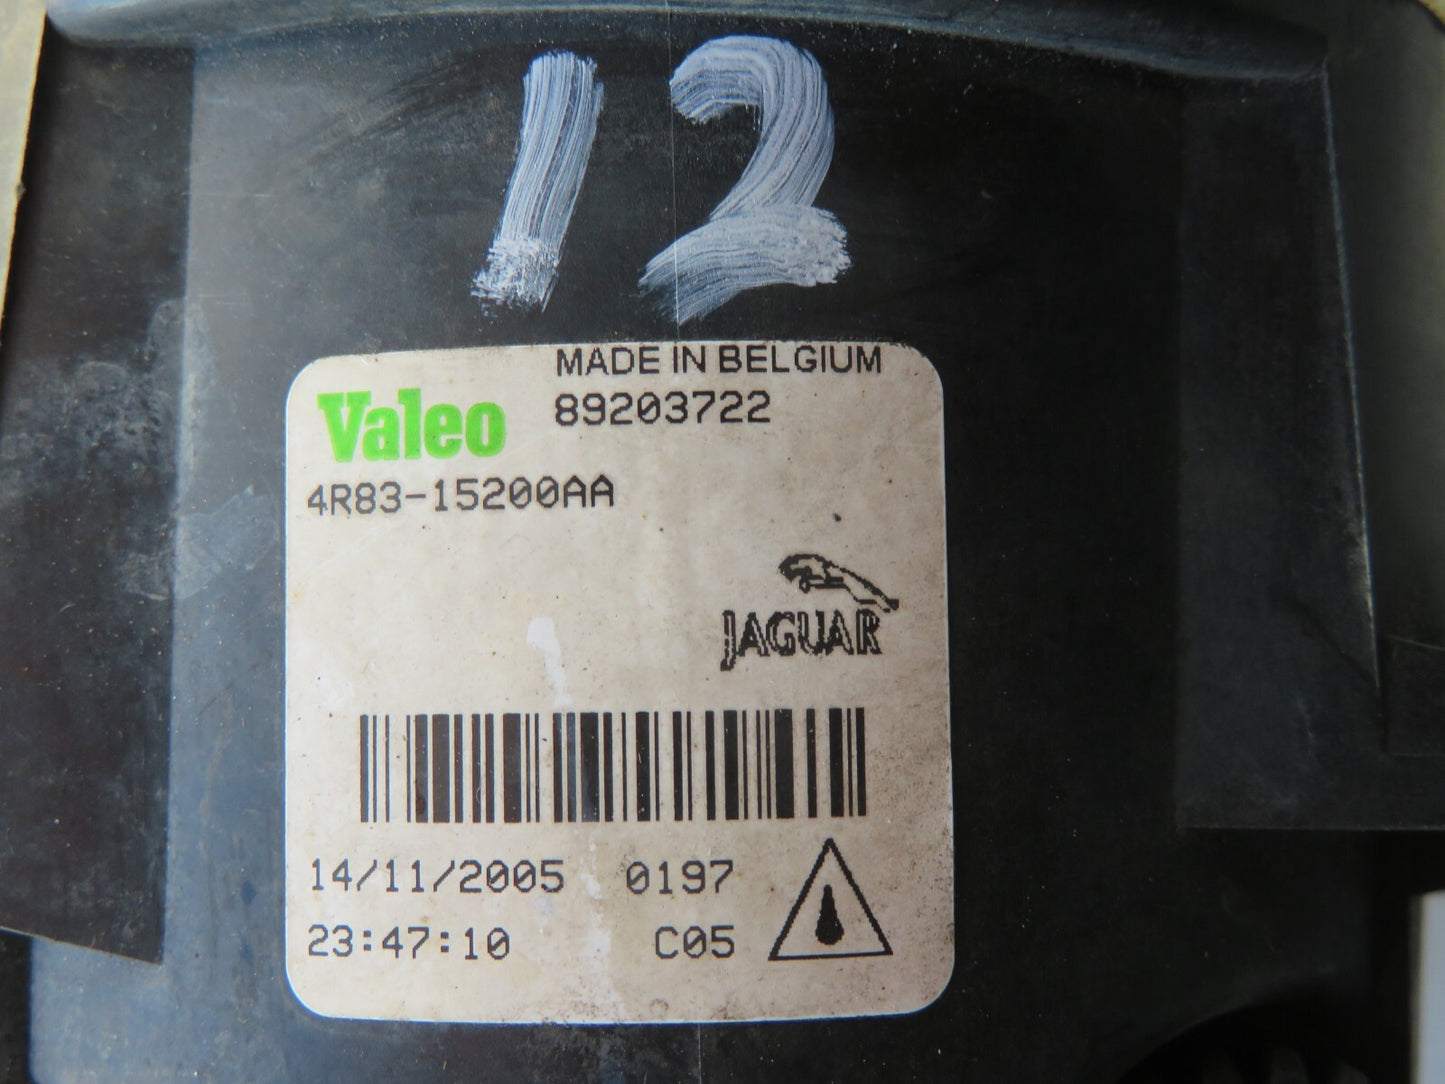 12
MADE IN BELGIUM
Valeo 89203722
4R83-15200AA
JAGUAR
14/11/2005 0197
23:47:10 C05